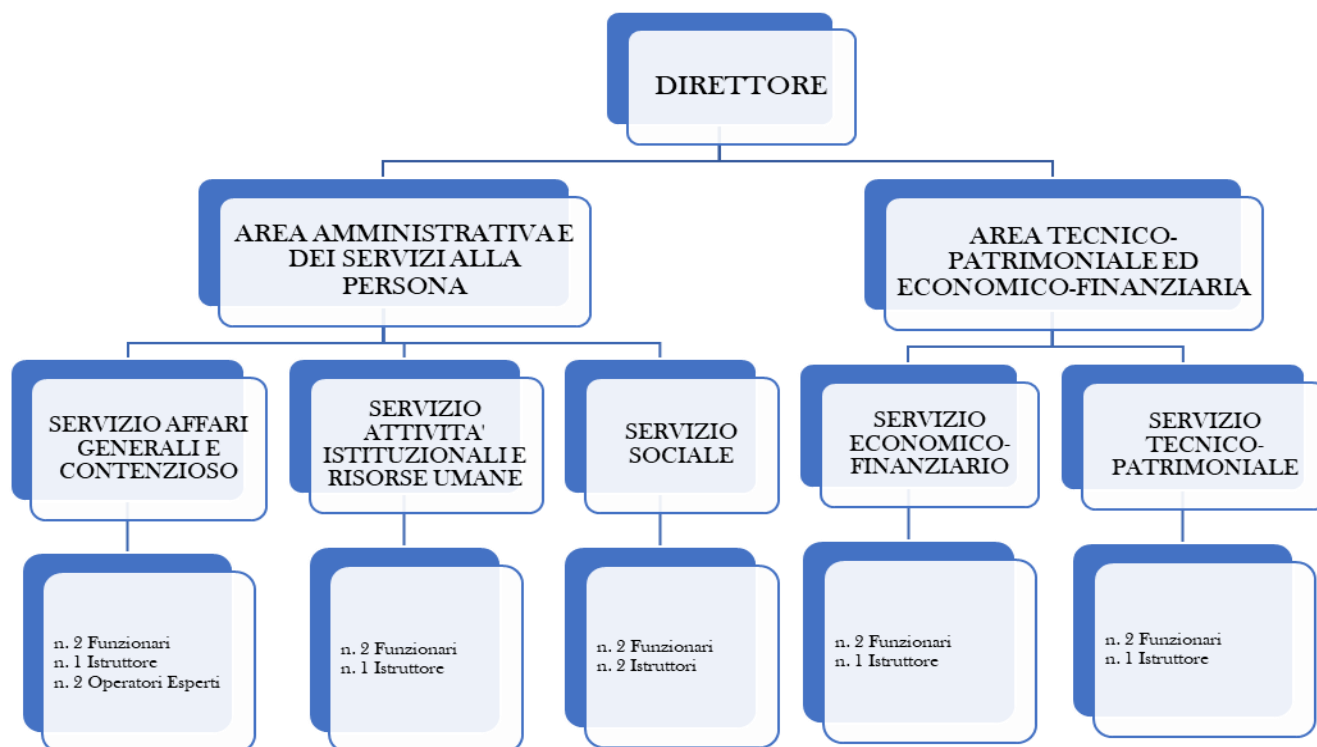 DIRETTORE
AREA AMMINISTRATIVA E
DEI SERVIZI ALLA
PERSONA
AREA TECNICO-
PATRIMONIALE ED
ECONOMICO-FINANZIARIA
SERVIZIO AFFARI
GENERALI E
CONTENZIOSO
SERVIZIO
ATTIVITA'
ISTITUZIONALI E
RISORSE UMANE
SERVIZIO
SOCIALE
SERVIZIO
ECONOMICO-
FINANZIARIO
SERVIZIO
TECNICO-
PATRIMONIALE
n. 2 Funzionari
n. 1 Istruttore
n. 2 Operatori Esperti
n. 2 Funzionari
n. 1 Istruttore
n. 2 Funzionari
n. 2 Istruttori
n. 2 Funzionari
n. 1 Istruttore
n. 2 Funzionari
n. 1 Istruttore